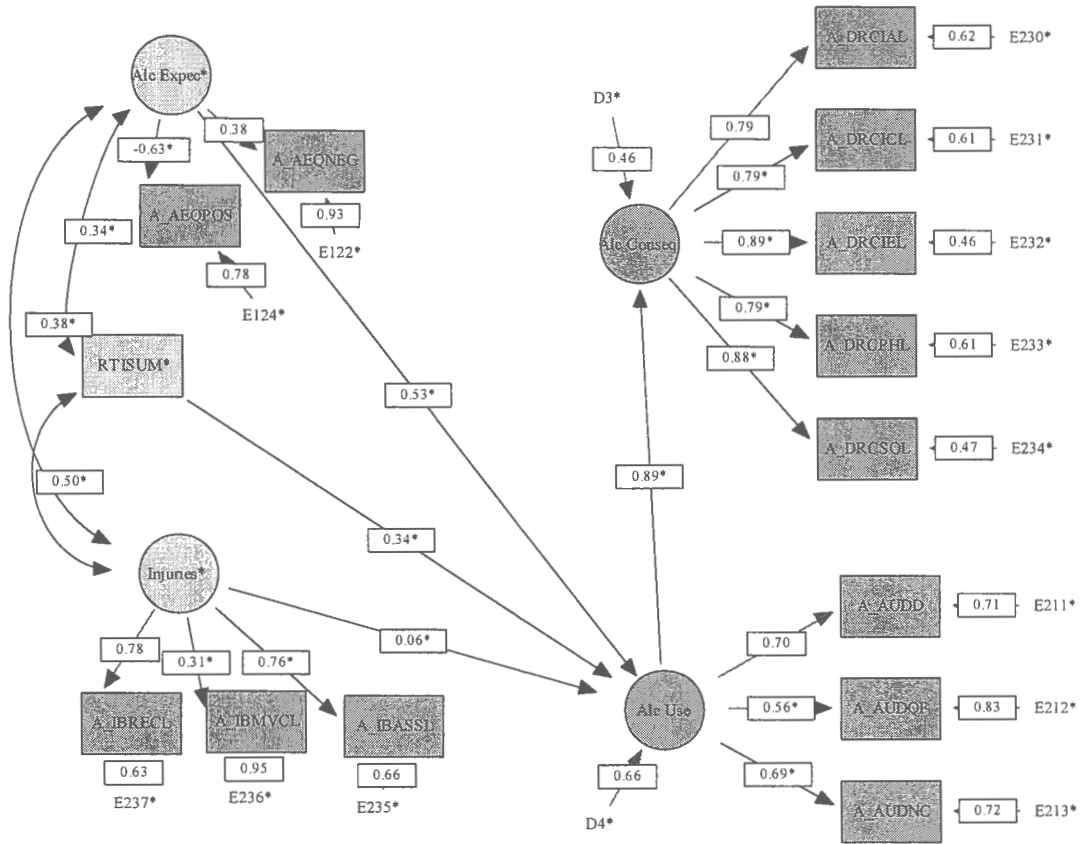 Alc Expec*
-0.63*
0.38
A_AEQNEG
A_AEQPOS
0.93
E122*
0.78
E124*
0.34*
0.38*
RTISUM*
0.50*
0.53*
0.34*
0.06*
Injuries*
0.78
0.31*
0.76*
A_IBRECL
A_IBMVCL
A_IBASSL
0.63
0.95
0.66
E237*
E236*
E235*
D3*
0.46
Alc Conseq
0.79
0.79*
0.89*
0.79*
0.88*
A_DRCIAL
0.62
E230*
A_DRCICL
0.61
E231*
A_DRCIEL
0.46
E232*
A_DRCPHL
0.61
E233*
A_DRCSOL
0.47
E234*
0.89*
Alc Use
0.66
D4*
0.70
0.56*
0.69*
A_AUDD
0.71
E211*
0.83
E212*
A_AUDNC
0.72
E213*